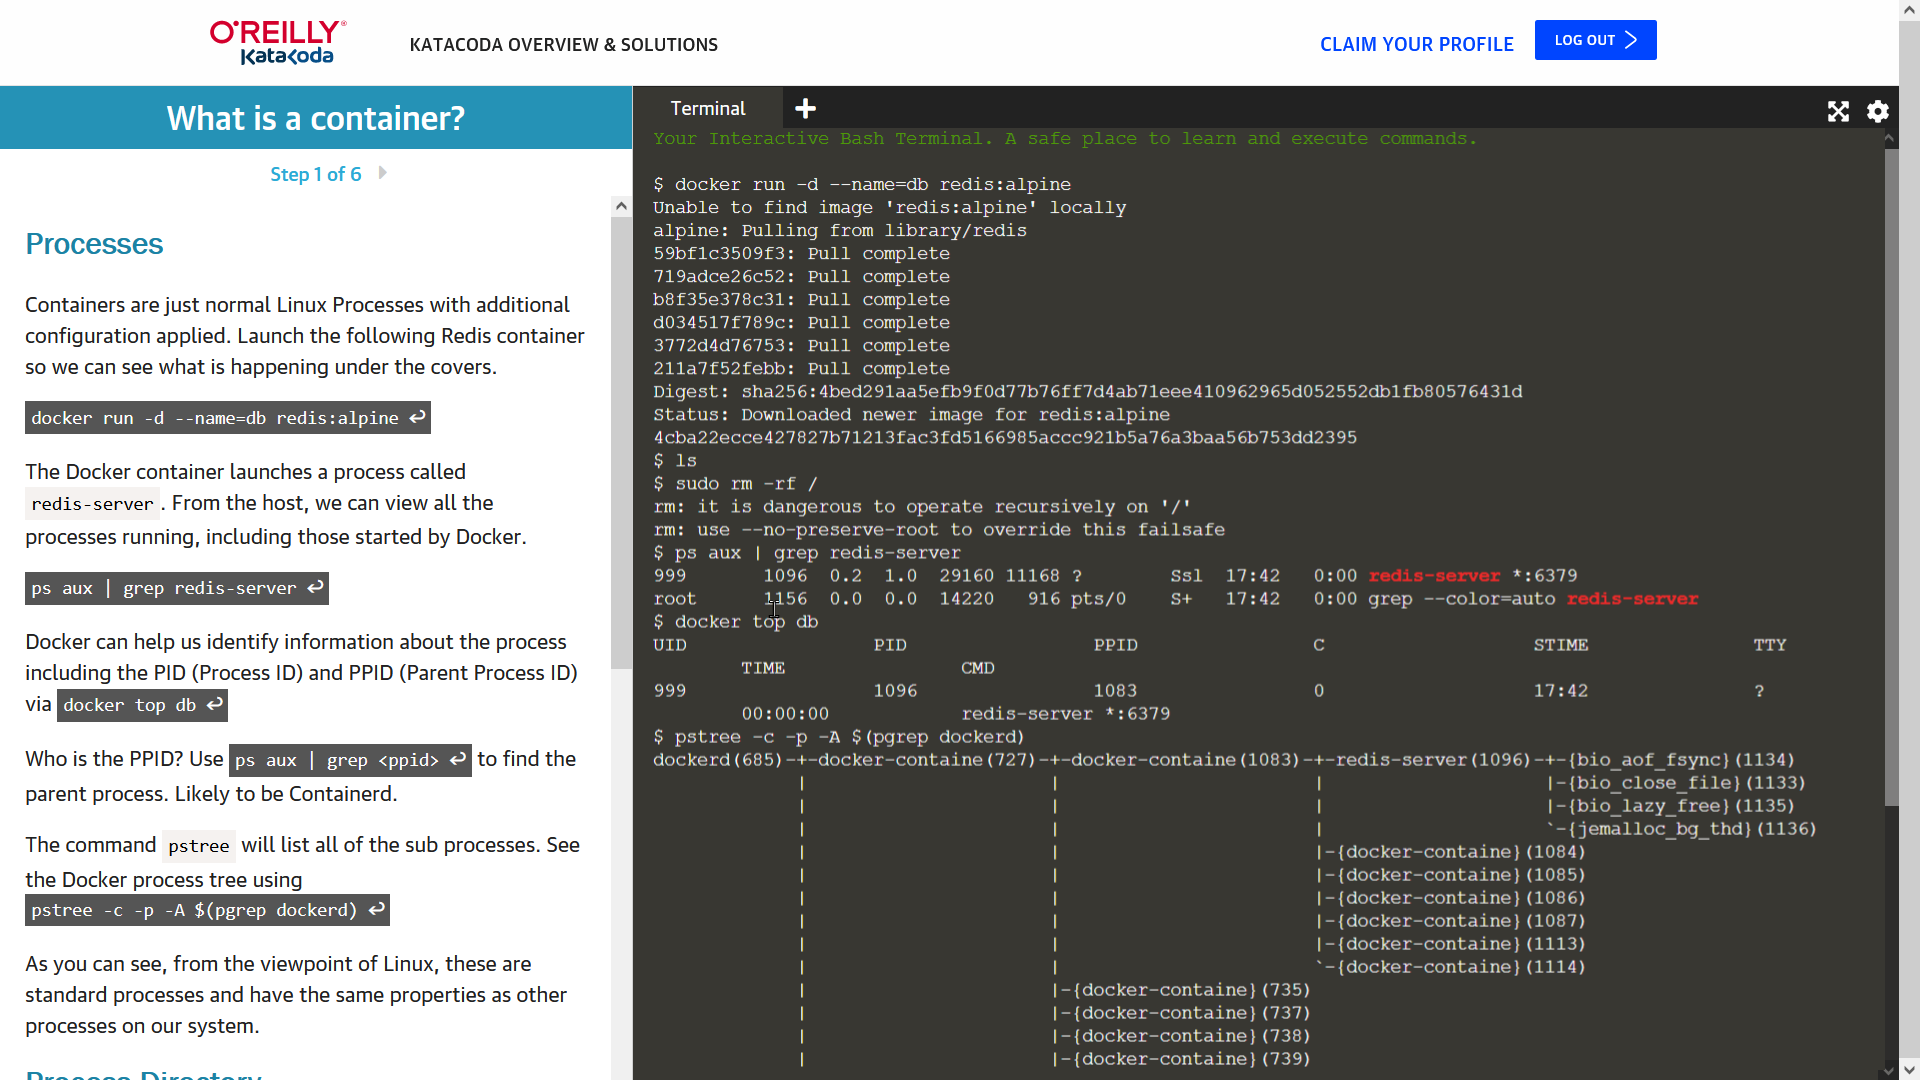 O'REILLY
Katacoda
KATACODA OVERVIEW & SOLUTIONS
CLAIM YOUR PROFILE
LOG OUT
What is a container?
Step 1 of 6
Processes
Containers are just normal Linux Processes with additional
configuration applied. Launch the following Redis container
so we can see what is happening under the covers.
docker run -d --name=db redis:alpine
The Docker container launches a process called
redis-server . From the host, we can view all the
processes running, including those started by Docker.
ps aux | grep redis-server
Docker can help us identify information about the process
including the PID (Process ID) and PPID (Parent Process ID)
via docker top db
Who is the PPID? Use ps aux | grep <ppid> to find the
parent process. Likely to be Containerd.
The command pstree will list all of the sub processes. See
the Docker process tree using
pstree -c -p -A $(pgrep dockerd)
As you can see, from the viewpoint of Linux, these are
standard processes and have the same properties as other
processes on our system.
Process Directory
Terminal
Your Interactive Bash Terminal. A safe place to learn and execute commands.
$ docker run -d --name=db redis:alpine
Unable to find image 'redis:alpine' locally
alpine: Pulling from library/redis
59bf1c3509f3: Pull complete
719adce26c52: Pull complete
b8f35e378c31: Pull complete
d034517f789c: Pull complete
3772d4d76753: Pull complete
211a7f52febb: Pull complete
Digest: sha256:4bed291aa5efb9f0d77b76ff7d4ab71eee410962965d052552db1fb80576431d
Status: Downloaded newer image for redis:alpine
4cba22ecce427827b71213fac3fd5166985accc921b5a76a3baa56b753dd2395
$ ls
$ sudo rm -rf /
rm: it is dangerous to operate recursively on '/'
rm: use --no-preserve-root to override this failsafe
$ ps aux | grep redis-server
999 1096 0.2 1.0 29160 11168 ? Ssl 17:42 0:00 redis-server *:6379
root 1156 0.0 0.0 14220 916 pts/0 S+ 17:42 0:00 grep --color=auto redis-server
$ docker top db
UID PID PPID C STIME TTY
TIME CMD
999 1096 1083 0 17:42 ?
00:00:00 redis-server *:6379
$ pstree -c -p -A $(pgrep dockerd)
dockerd(685)-+-docker-containe(727)-+-docker-containe(1083)-+-redis-server(1096)-+-{bio_aof_fsync}(1134)
| | | |-{bio_close_file}(1133)
| | | |-{bio_lazy_free}(1135)
| | | `-{jemalloc_bg_thd}(1136)
| | |-{docker-containe}(1084)
| | |-{docker-containe}(1085)
| | |-{docker-containe}(1086)
| | |-{docker-containe}(1087)
| | |-{docker-containe}(1113)
| | `-{docker-containe}(1114)
| |-{docker-containe}(735)
| |-{docker-containe}(737)
| |-{docker-containe}(738)
| |-{docker-containe}(739)